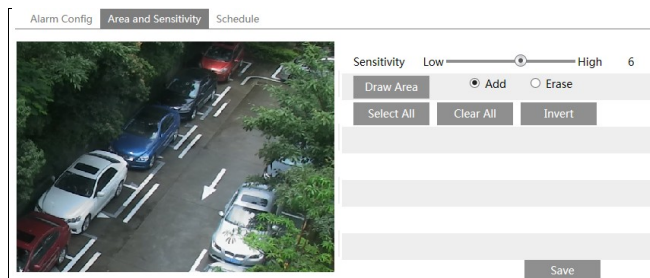 Alarm Config Area and Sensitivity Schedule
Sensitivity Low High 6
Draw Area Add Erase
Select All Clear All Invert
Save